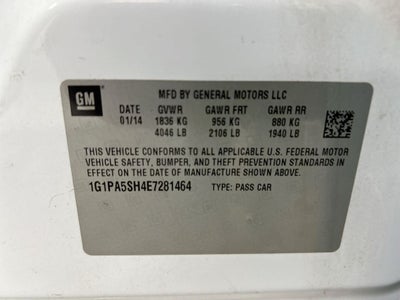 GM
MFD BY GENERAL MOTORS LLC
DATE GVWR GAWR FRT GAWR RR
01/14 1836 KG 956 KG 880 KG
4046 LB 2106 LB 1940 LB
THIS VEHICLE CONFORMS TO ALL APPLICABLE U.S. FEDERAL MOTOR
VEHICLE SAFETY, BUMPER, AND THEFT PREVENTION STANDARDS IN
EFFECT ON THE DATE OF MANUFACTURE SHOWN ABOVE.
1G1PA5SH4E7281464 TYPE: PASS CAR